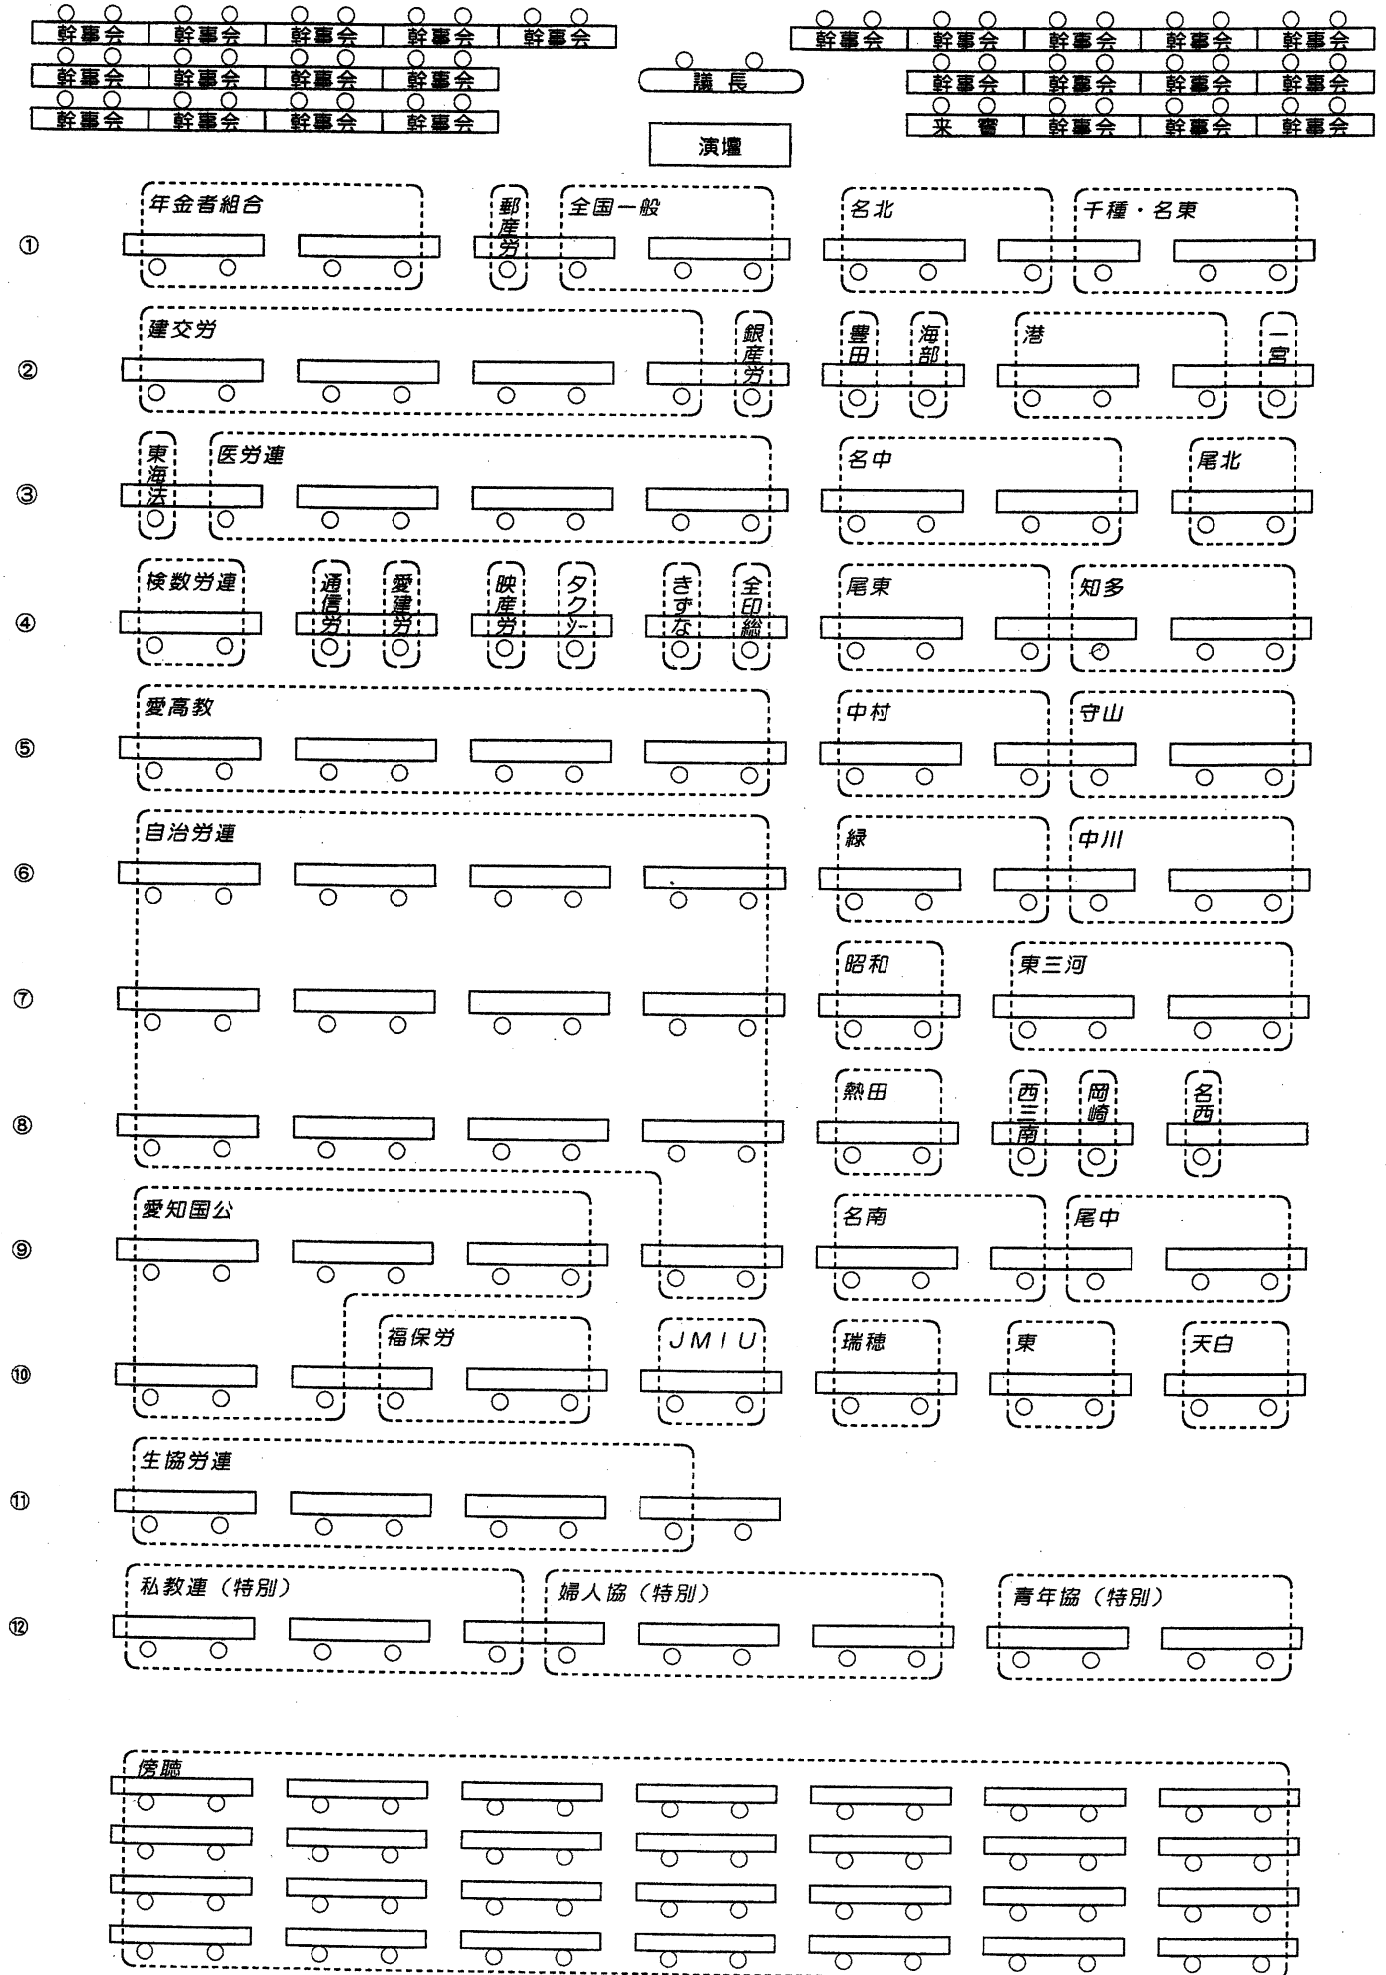 幹事会 幹事会 幹事会 幹事会 幹事会 幹事会 幹事会 幹事会 幹事会 幹事会
幹事会 幹事会 幹事会 幹事会 議長 幹事会 幹事会 幹事会 幹事会
幹事会 幹事会 幹事会 幹事会 来賓 幹事会 幹事会 幹事会
演壇
① 年金者組合 郵産労 全国一般 名北 千種・名東
② 建交労 銀産労 豊田 海部 港 一宮
③ 東海法 医労連 名中 尾北
④ 検数労連 通信労 愛建労 映産労 タクシー きずな 全印総 尾東 知多
⑤ 愛高教 中村 守山
⑥ 自治労連 緑 中川
⑦ 昭和 東三河
⑧ 熱田 西三南 岡崎 名西
⑨ 愛知国公 名南 尾中
⑩ 福保労 JMIU 瑞穂 東 天白
⑪ 生協労連
⑫ 私教連（特別） 婦人協（特別） 青年協（特別）
傍聴